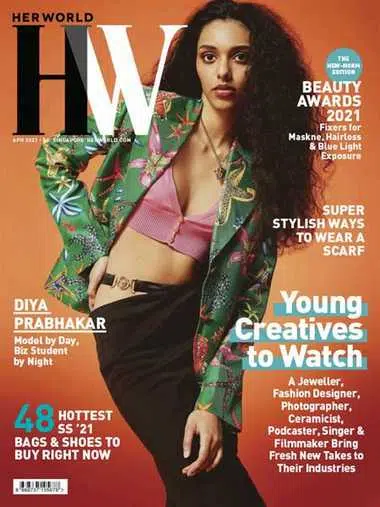 HERWORLD
HW
APR 2021
SINGAPORE HERWORLD.COM
THE
NEW-NORM
EDITION
BEAUTY
AWARDS
2021
Fixers for
Maskne, Hairloss
& Blue Light
Exposure
SUPER
STYLISH WAYS
TO WEAR A
SCARF
DIYA
PRABHAKAR
Model by Day,
Biz Student
by Night
Young
Creatives
to Watch
A Jeweller,
Fashion Designer,
Photographer,
Ceramicist,
Podcaster, Singer &
Filmmaker Bring
Fresh New Takes to
Their Industries
48 HOTTEST
SS '21
BAGS & SHOES TO
BUY RIGHT NOW